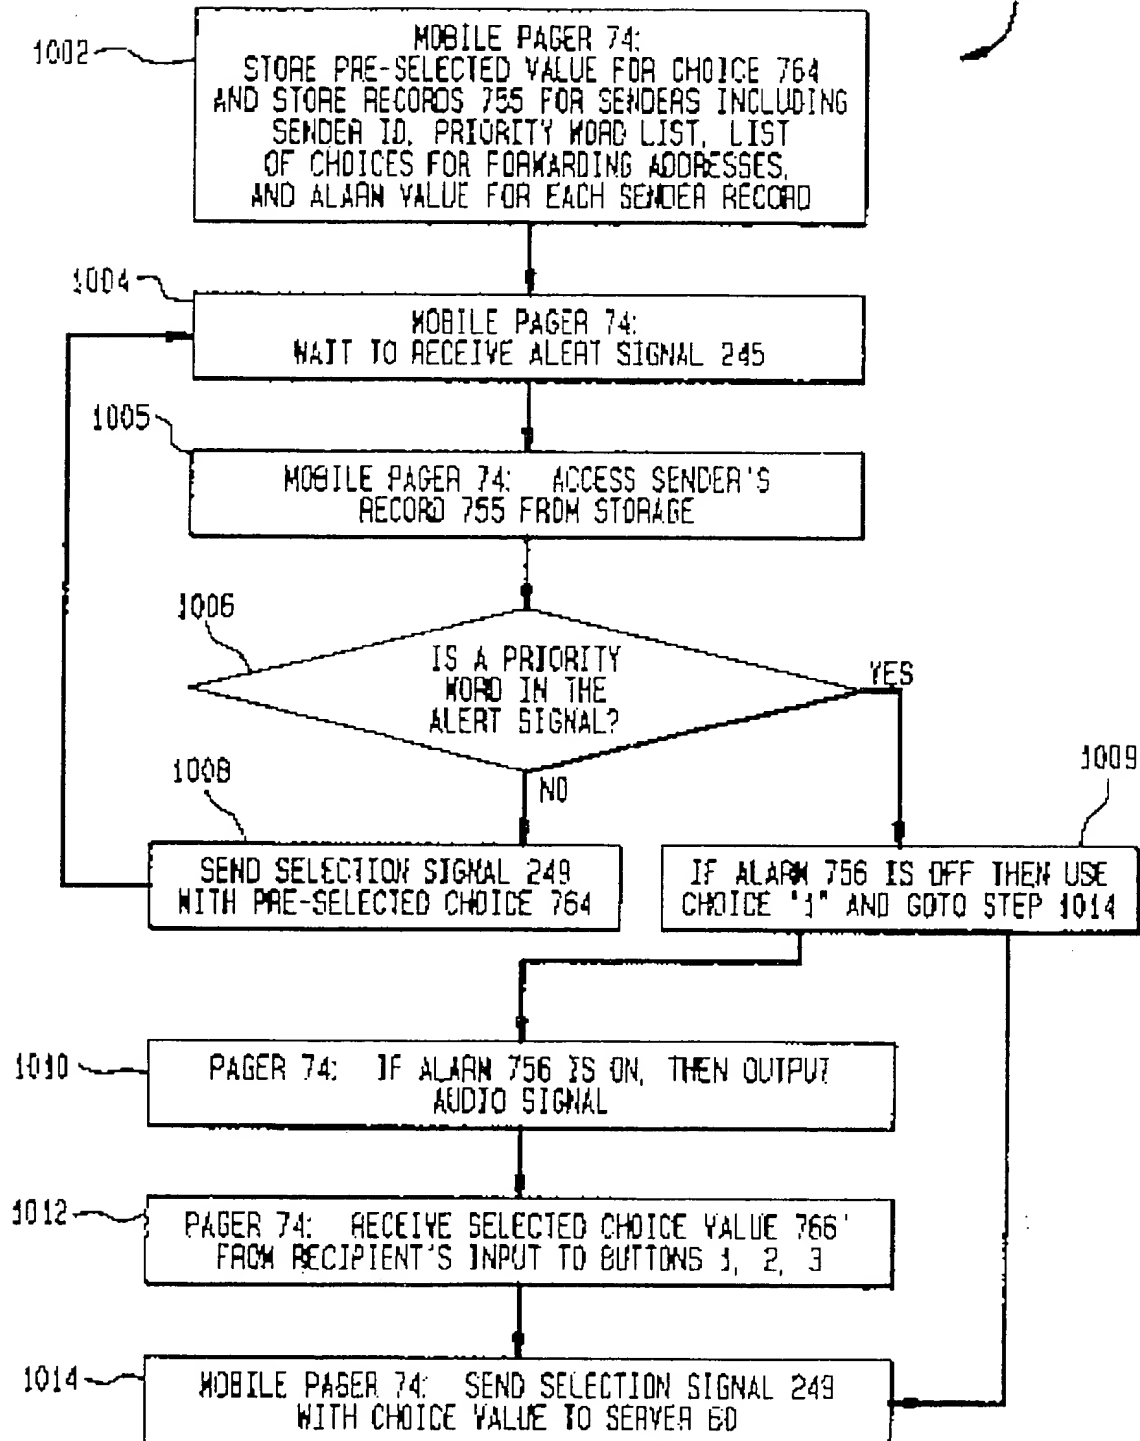 1002
MOBILE PAGER 74:
STORE PRE-SELECTED VALUE FOR CHOICE 764
AND STORE RECORDS 755 FOR SENDERS INCLUDING
SENDER ID, PRIORITY WORD LIST, LIST
OF CHOICES FOR FORWARDING ADDRESSES,
AND ALARM VALUE FOR EACH SENDER RECORD
1004
MOBILE PAGER 74:
WAIT TO RECEIVE ALERT SIGNAL 245
1005
MOBILE PAGER 74: ACCESS SENDER'S
RECORD 755 FROM STORAGE
1006
IS A PRIORITY
WORD IN THE
ALERT SIGNAL?
YES
NO
1008
SEND SELECTION SIGNAL 249
WITH PRE-SELECTED CHOICE 764
1009
IF ALARM 756 IS OFF THEN USE
CHOICE "1" AND GOTO STEP 1014
1010
PAGER 74: IF ALARM 756 IS ON, THEN OUTPUT
AUDIO SIGNAL
1012
PAGER 74: RECEIVE SELECTED CHOICE VALUE 766'
FROM RECIPIENT'S INPUT TO BUTTONS 1, 2, 3
1014
MOBILE PAGER 74: SEND SELECTION SIGNAL 249
WITH CHOICE VALUE TO SERVER 60